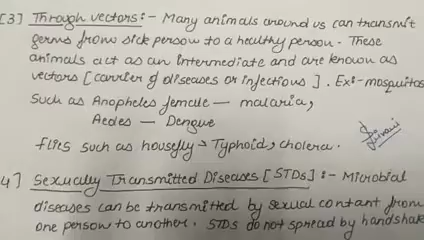 [3] Through vectors:- Many animals around us can transmit
germs from sick person to a healthy person. These
animals act as an intermediate and are known as
vectors [carrier of diseases or infectious]. Ex:- mosquitos
Such as Anopheles female — malaria,
Aedes — Dengue
flies such as housefly → Typhoid, cholera.
4] Sexually Transmitted Diseases [STDs] :- Microbial
diseases can be transmitted by sexual contant from
one person to another. STDs do not spread by handshak